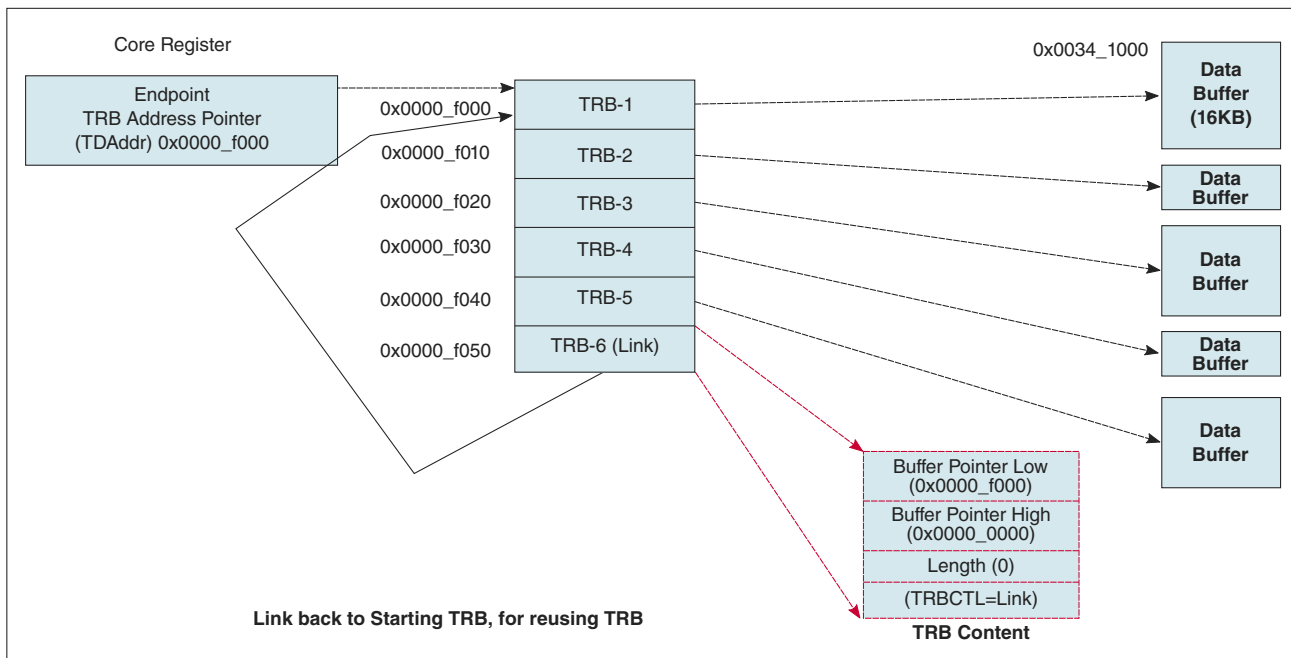 Core Register
Endpoint
TRB Address Pointer
(TDAddr) 0x0000_f000
0x0000_f000
0x0000_f010
0x0000_f020
0x0000_f030
0x0000_f040
0x0000_f050
TRB-1
TRB-2
TRB-3
TRB-4
TRB-5
TRB-6 (Link)
0x0034_1000
Data
Buffer
(16KB)
Data
Buffer
Data
Buffer
Data
Buffer
Data
Buffer
Buffer Pointer Low
(0x0000_f000)
Buffer Pointer High
(0x0000_0000)
Length (0)
(TRBCTL=Link)
TRB Content
Link back to Starting TRB, for reusing TRB